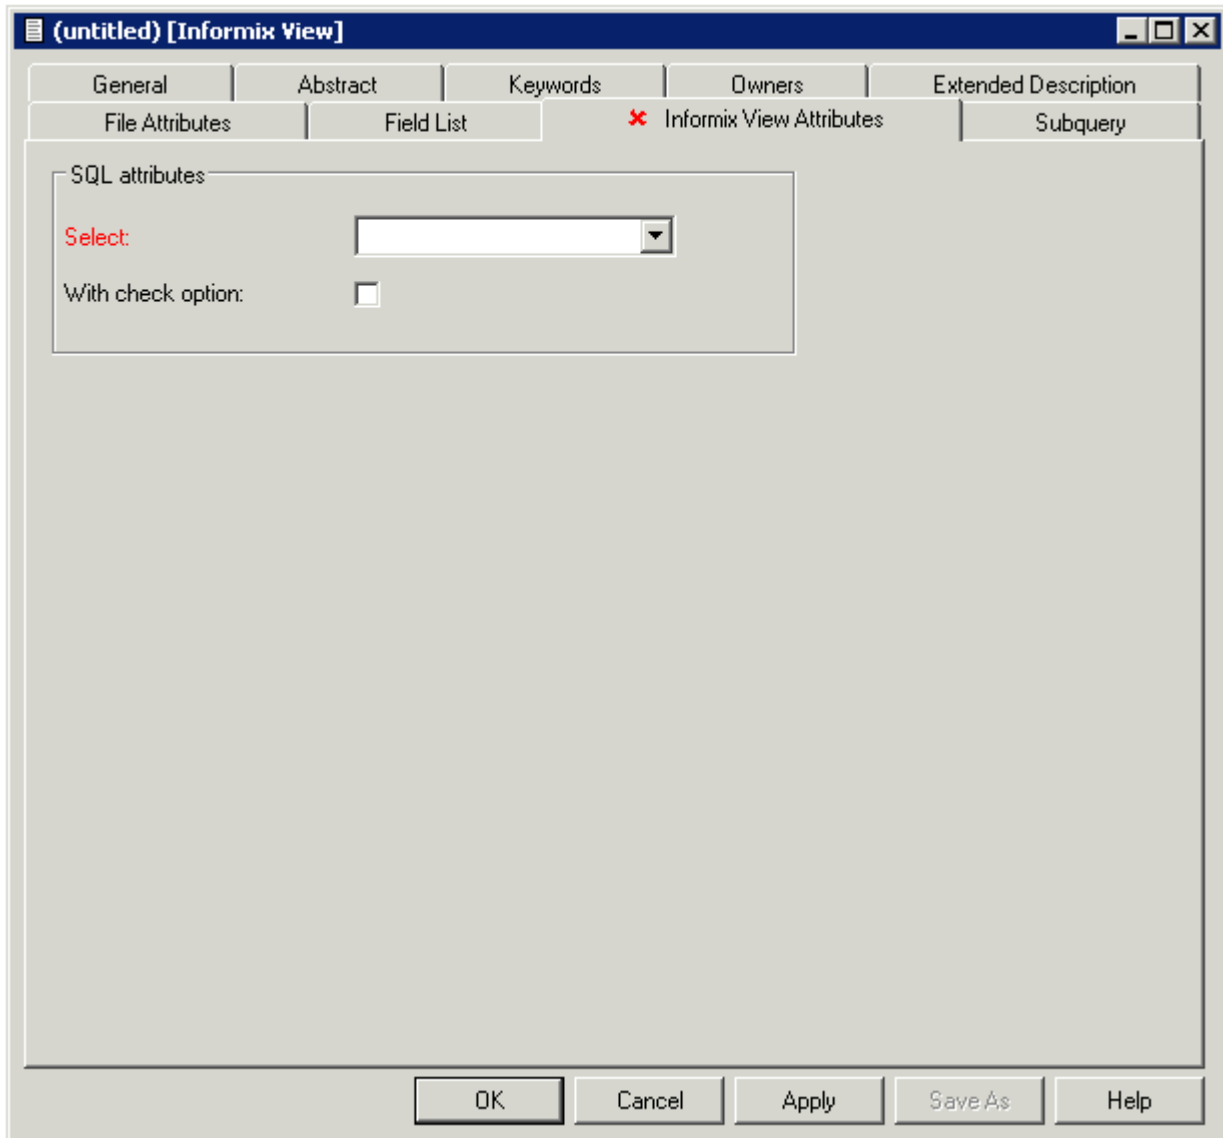 (untitled) [Informix View]
General Abstract Keywords Owners Extended Description
File Attributes Field List Informix View Attributes Subquery
SQL attributes
Select:
With check option:
OK Cancel Apply Save As Help